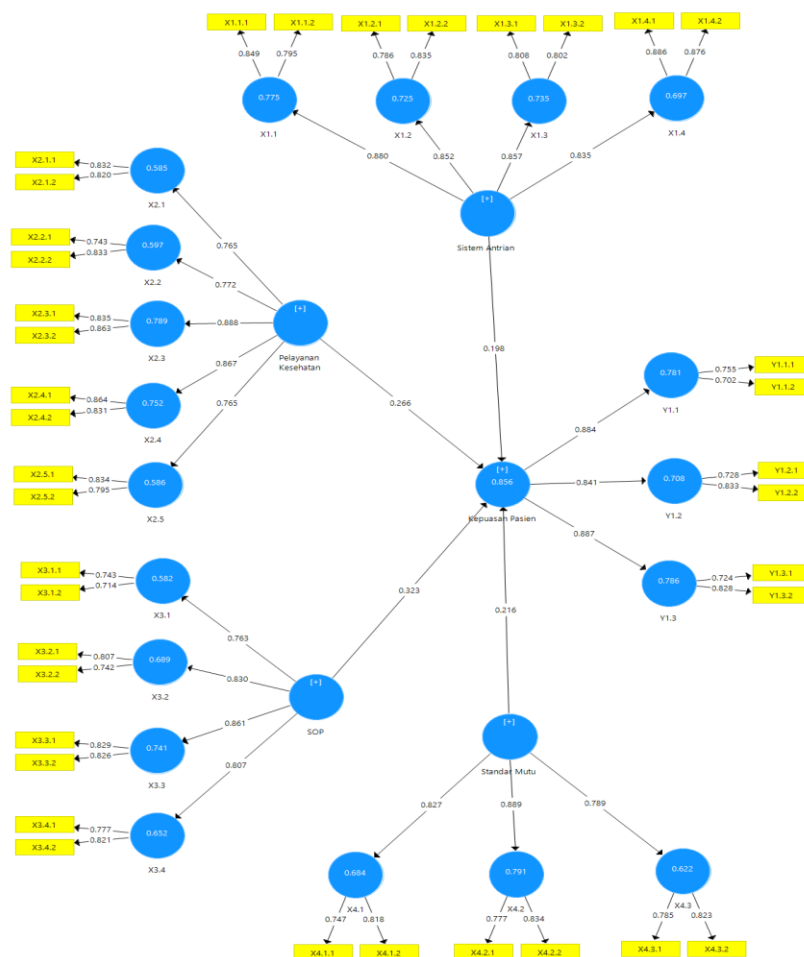 X1.1.1 X1.1.2 X1.2.1 X1.2.2 X1.3.1 X1.3.2 X1.4.1 X1.4.2
0.849 0.795 0.786 0.835 0.808 0.802 0.886 0.876
0.775 0.725 0.735 0.697
X1.1 X1.2 X1.3 X1.4
0.880 0.852 0.857 0.835
[+]
Sistem Antrian
0.198
X2.1.1 0.832
X2.1.2 0.820
0.585
X2.1
0.765
X2.2.1 0.743
X2.2.2 0.833
0.597
X2.2
0.772
X2.3.1 0.835
X2.3.2 0.863
0.789
X2.3
0.888
X2.4.1 0.864
X2.4.2 0.831
0.752
X2.4
0.867
X2.5.1 0.834
X2.5.2 0.795
0.586
X2.5
0.765
[+]
Pelayanan
Kesehatan
0.266
[+]
0.856
Kepuasan Pasien
0.884
0.781
Y1.1
0.755 Y1.1.1
0.702 Y1.1.2
0.841
0.708
Y1.2
0.728 Y1.2.1
0.833 Y1.2.2
0.887
0.786
Y1.3
0.724 Y1.3.1
0.828 Y1.3.2
X3.1.1 0.743
X3.1.2 0.714
0.582
X3.1
0.763
X3.2.1 0.807
X3.2.2 0.742
0.689
X3.2
0.830
X3.3.1 0.829
X3.3.2 0.826
0.741
X3.3
0.861
X3.4.1 0.777
X3.4.2 0.821
0.652
X3.4
0.807
[+]
SOP
0.323
0.216
[+]
Standar Mutu
0.827 0.889 0.789
0.684 0.791 0.622
X4.1 X4.2 X4.3
0.747 0.818 0.777 0.834 0.785 0.823
X4.1.1 X4.1.2 X4.2.1 X4.2.2 X4.3.1 X4.3.2